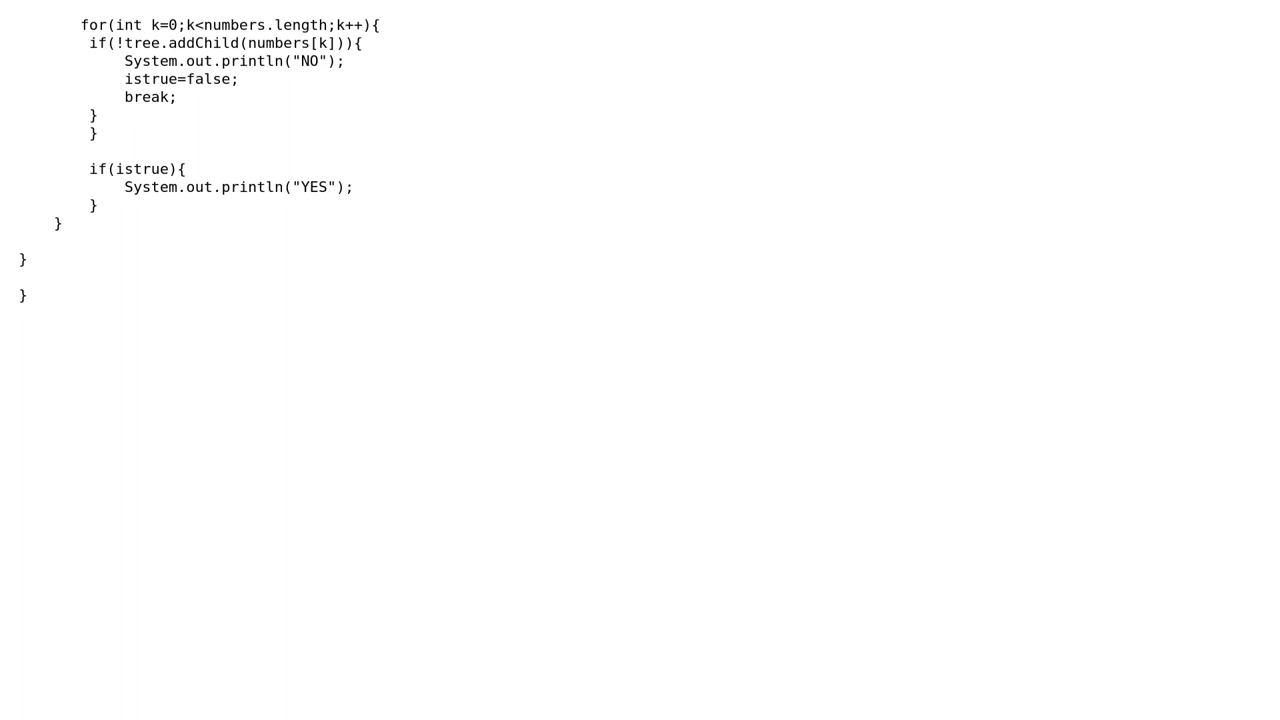 for(int k=0;k<numbers.length;k++){
if(!tree.addChild(numbers[k])){
System.out.println("NO");
istrue=false;
break;
}
}
if(istrue){
System.out.println("YES");
}
}
}
}